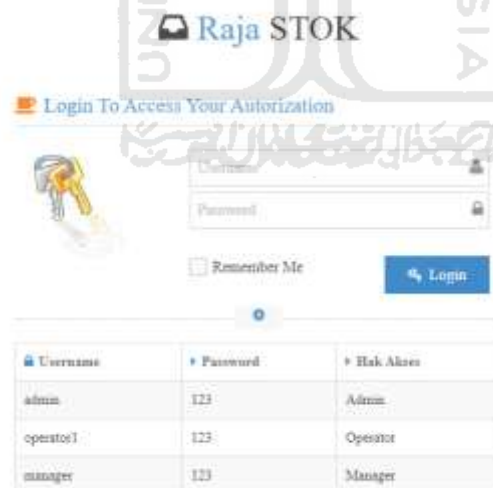 Raja STOK
Login To Access Your Autorization
Username
Password
Remember Me
Login
Username Password Hak Akses
admin 123 Admin
operator1 123 Operator
manager 123 Manager